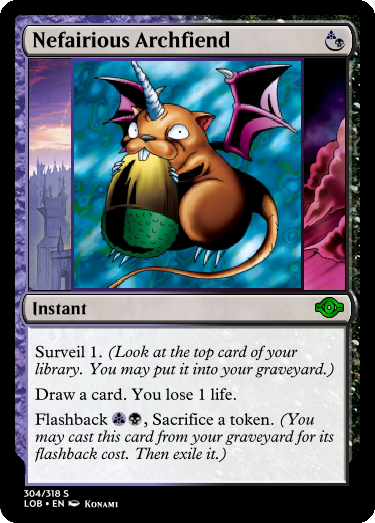 Nefairious Archfiend
Instant
Surveil 1. (Look at the top card of your
library. You may put it into your graveyard.)
Draw a card. You lose 1 life.
Flashback , Sacrifice a token. (You
may cast this card from your graveyard for its
flashback cost. Then exile it.)
304/318 S
LOB • EN KONAMI